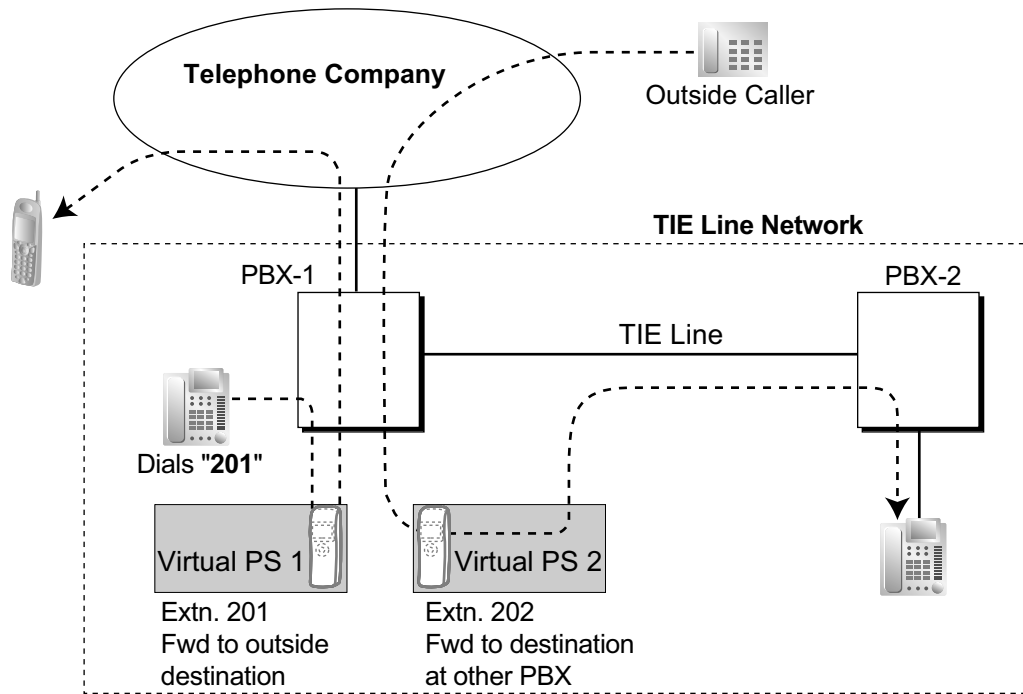 Telephone Company
Outside Caller
TIE Line Network
PBX-1
PBX-2
TIE Line
Dials "201"
Virtual PS 1
Virtual PS 2
Extn. 201
Fwd to outside
destination
Extn. 202
Fwd to destination
at other PBX